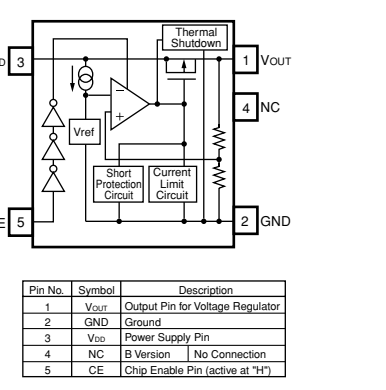 Thermal
Shutdown
D 3
1 VOUT
4 NC
Vref
Short
Protection
Circuit
Current
Limit
Circuit
E 5
2 GND
Pin No. Symbol Description
1 VOUT Output Pin for Voltage Regulator
2 GND Ground
3 VDD Power Supply Pin
4 NC B Version No Connection
5 CE Chip Enable Pin (active at "H")